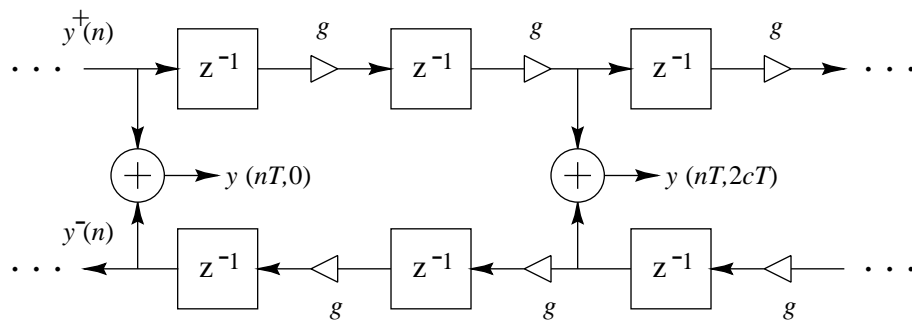 y⁺(n) g g g
. . . z⁻¹ z⁻¹ z⁻¹ . . .
+ y (nT,0) + y (nT,2cT)
y⁻(n)
. . . z⁻¹ z⁻¹ z⁻¹ . . .
g g g